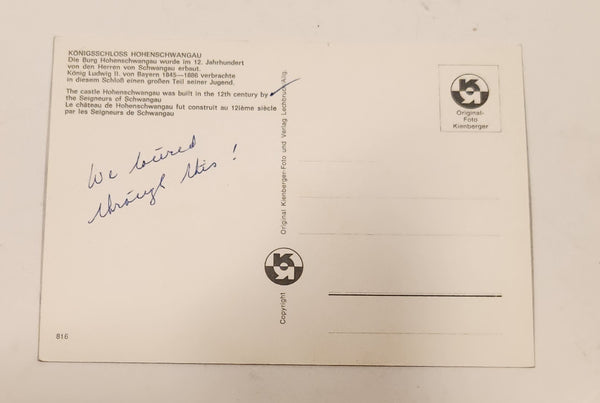 KÖNIGSSCHLOSS HOHENSCHWANGAU
Die Burg Hohenschwangau wurde im 12. Jahrhundert
von den Herren von Schwangau erbaut.
König Ludwig II. von Bayern 1845—1886 verbrachte
in diesem Schloß einen großen Teil seiner Jugend.
The castle Hohenschwangau was built in the 12th century by
the Seigneurs of Schwangau
Le château de Hohenschwangau fut construit au 12ième siècle
par les Seigneurs de Schwangau
We toured
through this!
816
Copyright
Original Kienberger-Foto und Verlag Lechbruck/Allg.
Original-
Foto
Kienberger